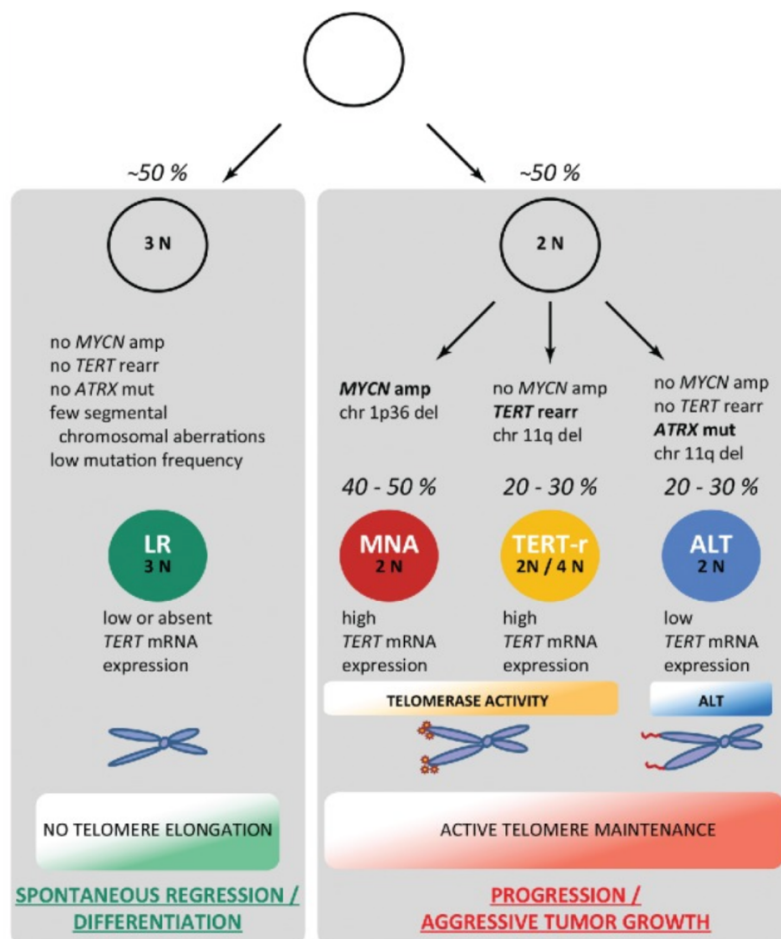 ~50 %
3 N
no MYCN amp
no TERT rearr
no ATRX mut
few segmental
chromosomal aberrations
low mutation frequency
LR
3 N
low or absent
TERT mRNA
expression
NO TELOMERE ELONGATION
SPONTANEOUS REGRESSION /
DIFFERENTIATION
~50 %
2 N
MYCN amp
chr 1p36 del
40 - 50 %
MNA
2 N
high
TERT mRNA
expression
no MYCN amp
TERT rearr
chr 11q del
20 - 30 %
TERT-r
2N / 4 N
high
TERT mRNA
expression
no MYCN amp
no TERT rearr
ATRX mut
chr 11q del
20 - 30 %
ALT
2 N
low
TERT mRNA
expression
TELOMERASE ACTIVITY
ALT
ACTIVE TELOMERE MAINTENANCE
PROGRESSION /
AGGRESSIVE TUMOR GROWTH